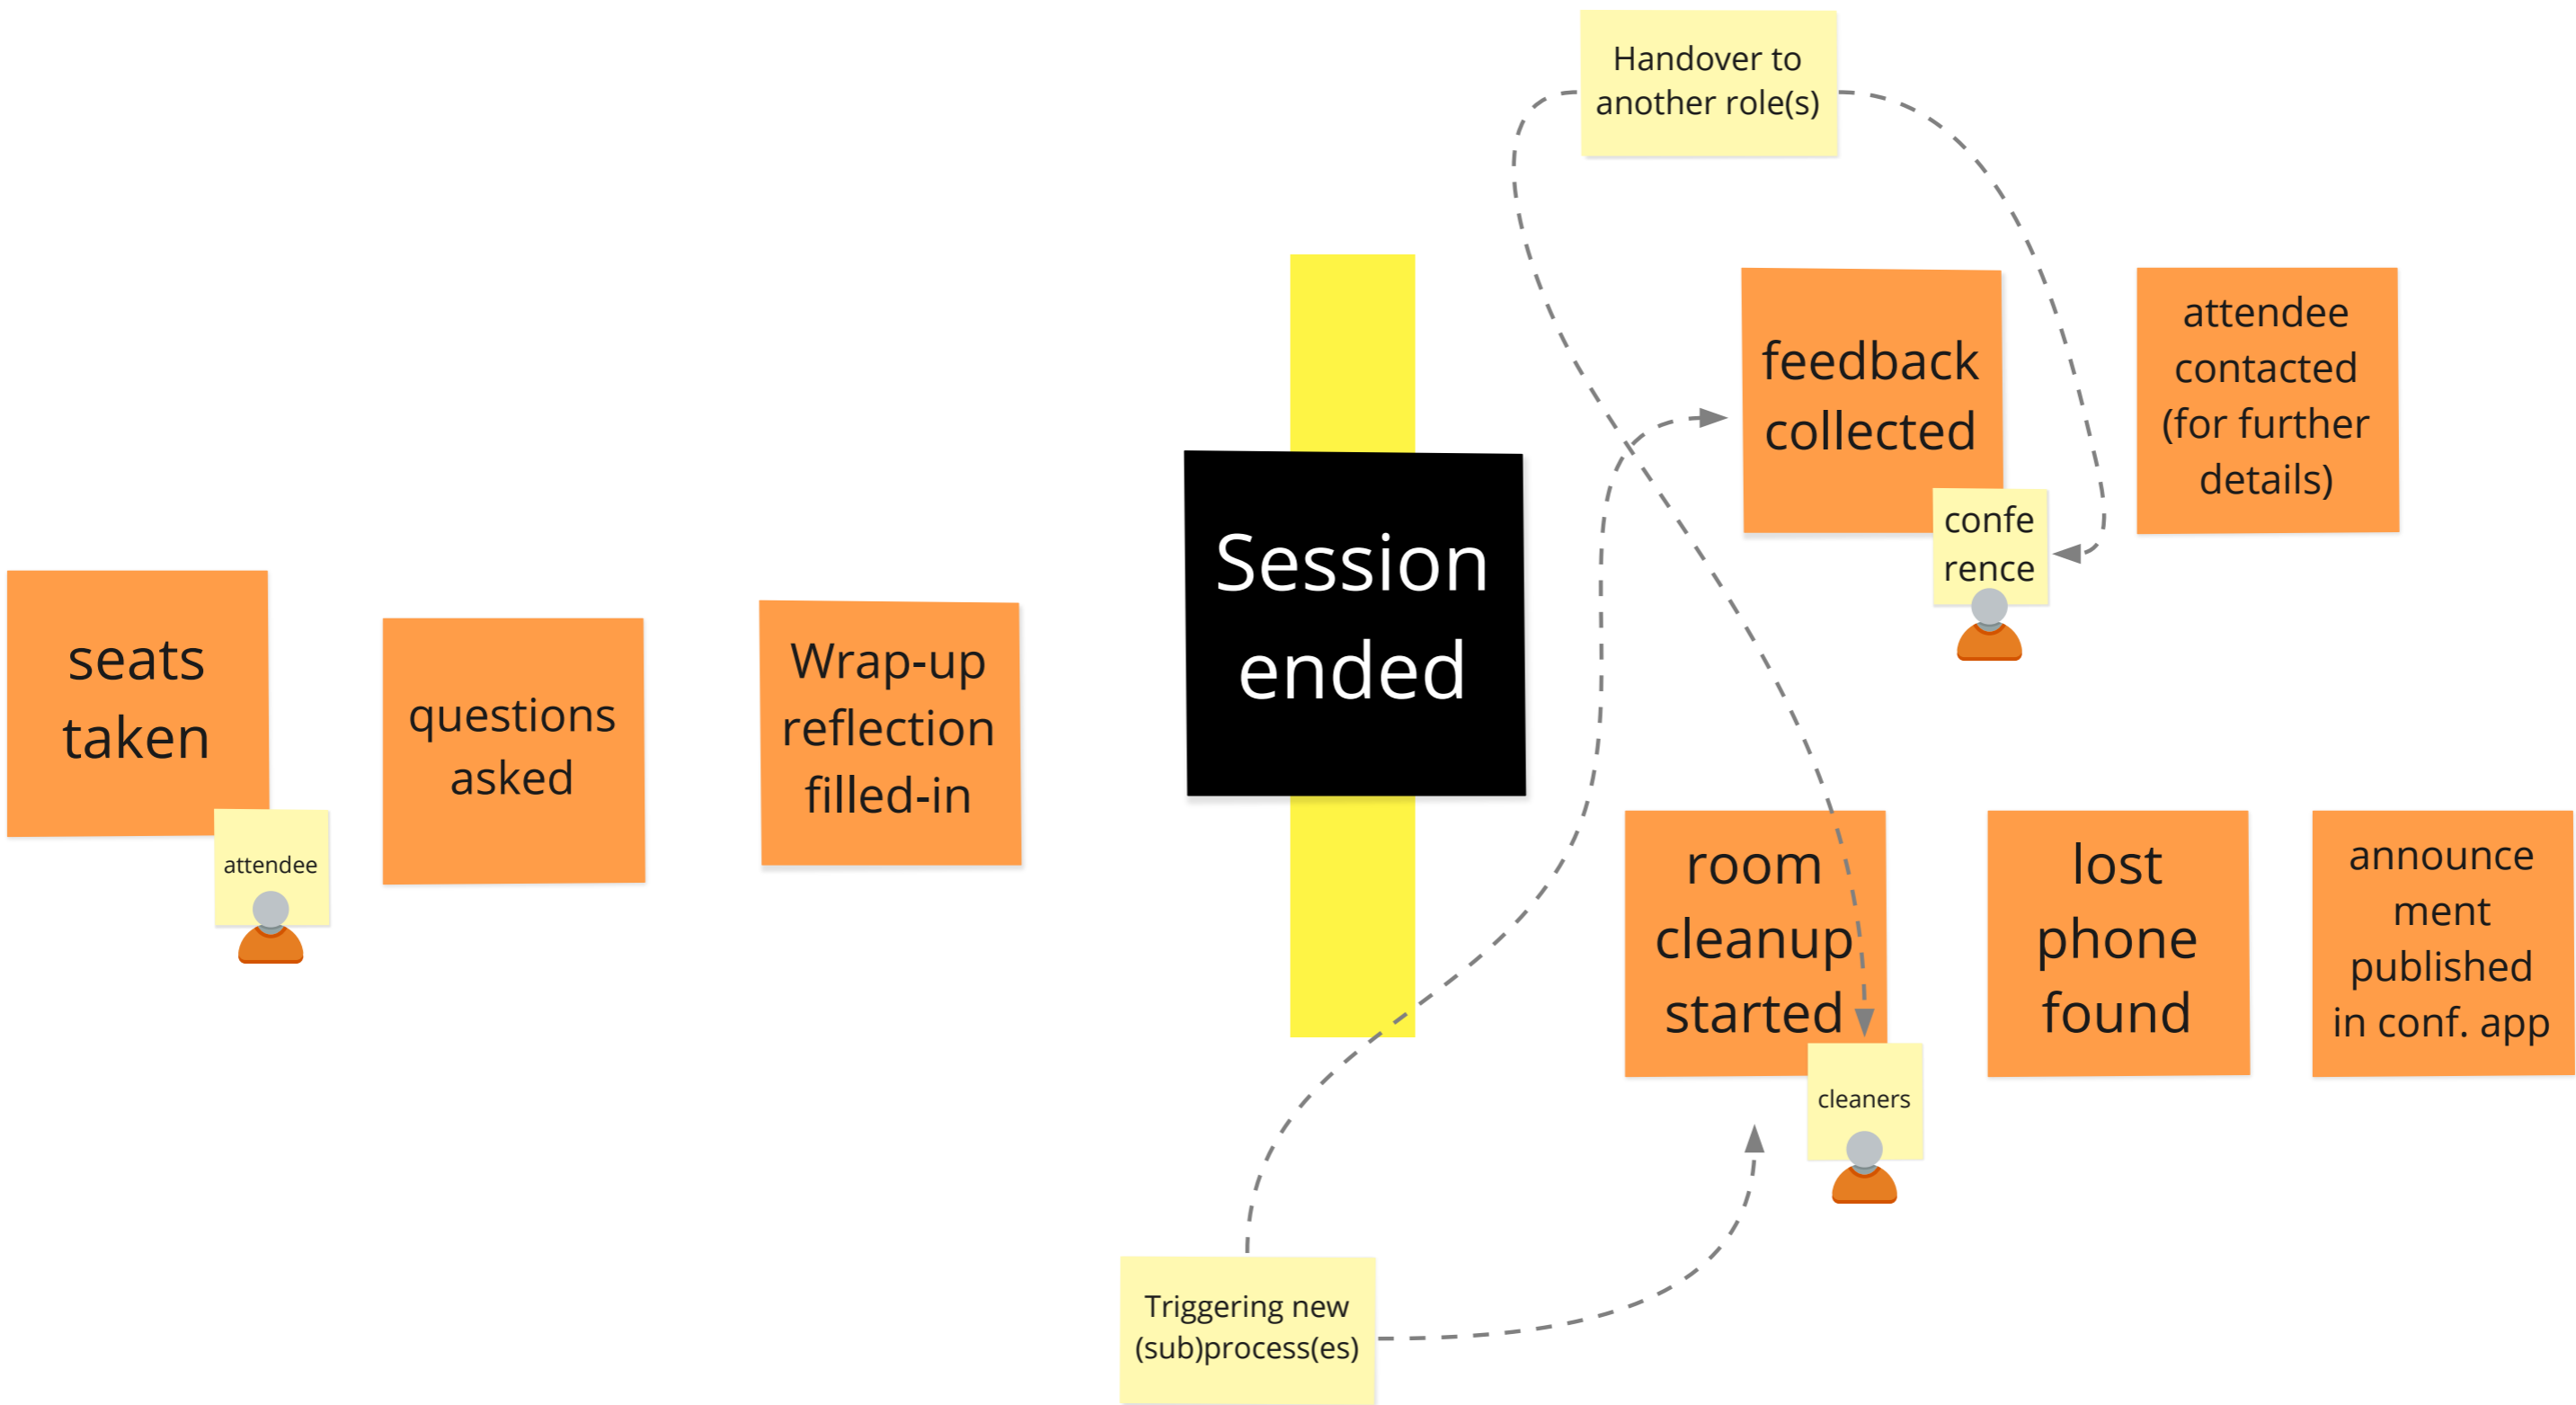 Handover to
another role(s)
feedback
collected
confe
rence
attendee
contacted
(for further
details)
Session
ended
seats
taken
attendee
questions
asked
Wrap-up
reflection
filled-in
room
cleanup
started
cleaners
lost
phone
found
announce
ment
published
in conf. app
Triggering new
(sub)process(es)